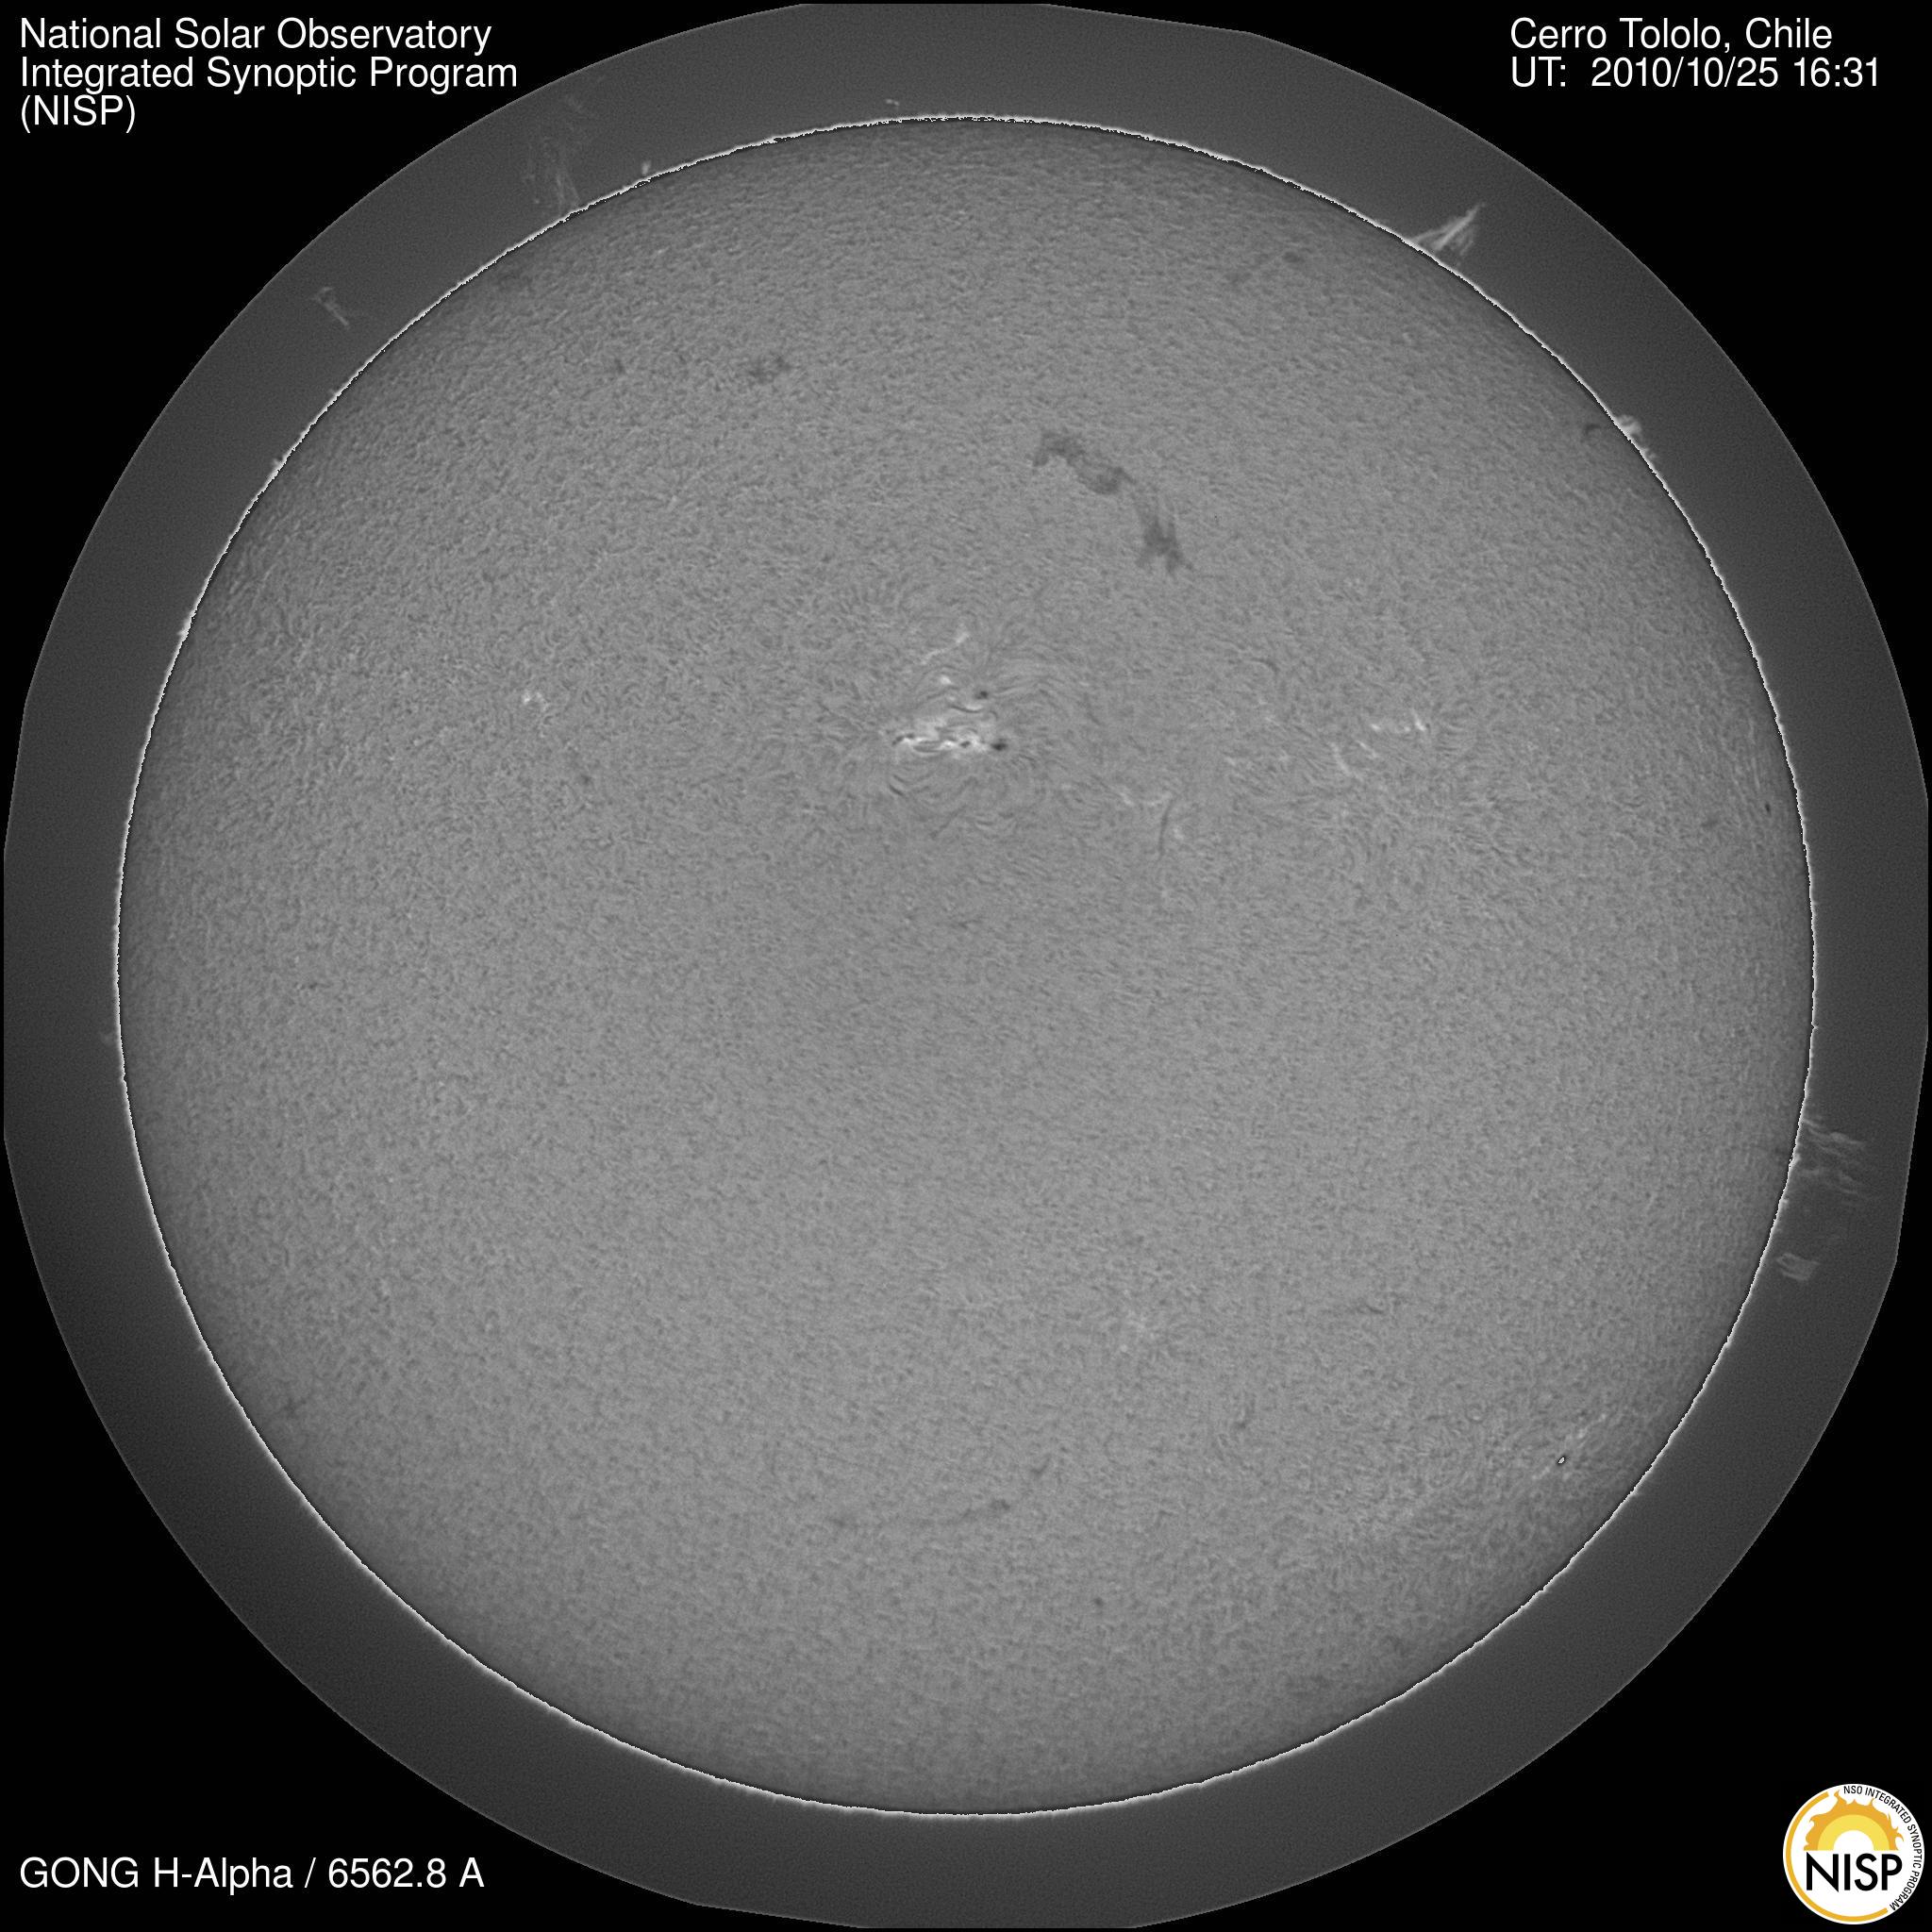 National Solar Observatory
Integrated Synoptic Program
(NISP)
Cerro Tololo, Chile
UT: 2010/10/25 16:31
GONG H-Alpha / 6562.8 A
NSO INTEGRATED SYNOPTIC PROGRAM
NISP